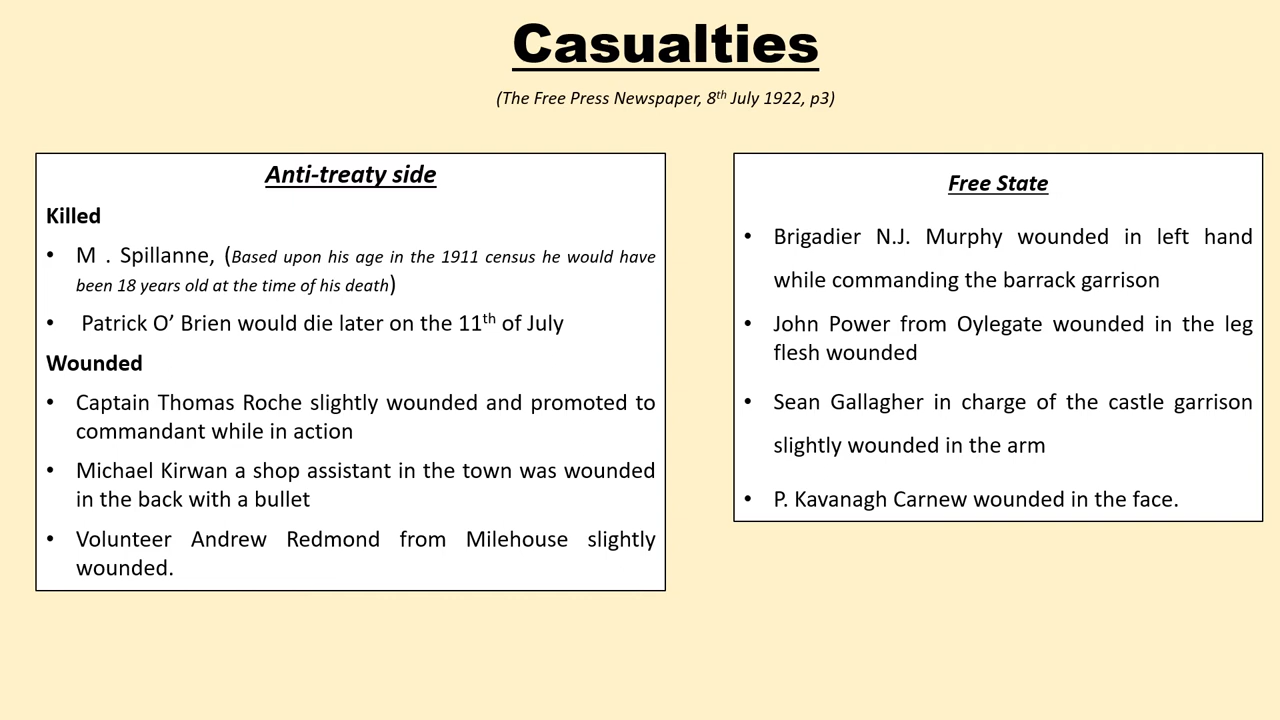 Casualties
(The Free Press Newspaper, 8th July 1922, p3)
Anti-treaty side
Killed
• M . Spillanne, (Based upon his age in the 1911 census he would have
been 18 years old at the time of his death)
• Patrick O’ Brien would die later on the 11th of July
Wounded
• Captain Thomas Roche slightly wounded and promoted to
commandant while in action
• Michael Kirwan a shop assistant in the town was wounded
in the back with a bullet
• Volunteer Andrew Redmond from Milehouse slightly
wounded.
Free State
• Brigadier N.J. Murphy wounded in left hand
while commanding the barrack garrison
• John Power from Oylegate wounded in the leg
flesh wounded
• Sean Gallagher in charge of the castle garrison
slightly wounded in the arm
• P. Kavanagh Carnew wounded in the face.